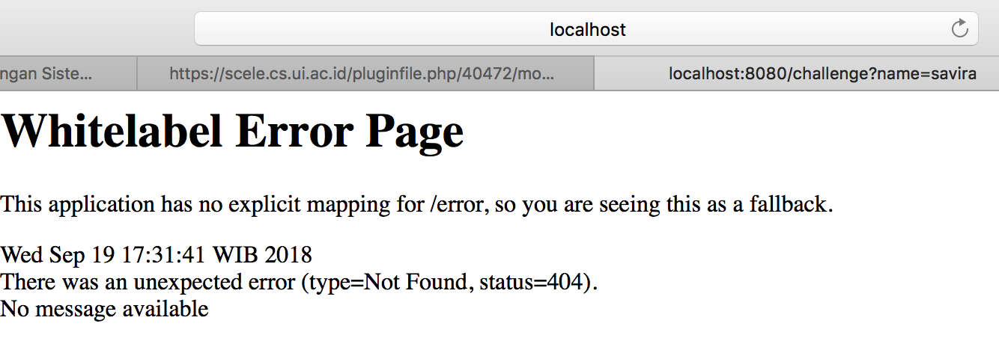 localhost
ngan Siste...
https://scele.cs.ui.ac.id/pluginfile.php/40472/mo...
localhost:8080/challenge?name=savira
Whitelabel Error Page
This application has no explicit mapping for /error, so you are seeing this as a fallback.
Wed Sep 19 17:31:41 WIB 2018
There was an unexpected error (type=Not Found, status=404).
No message available